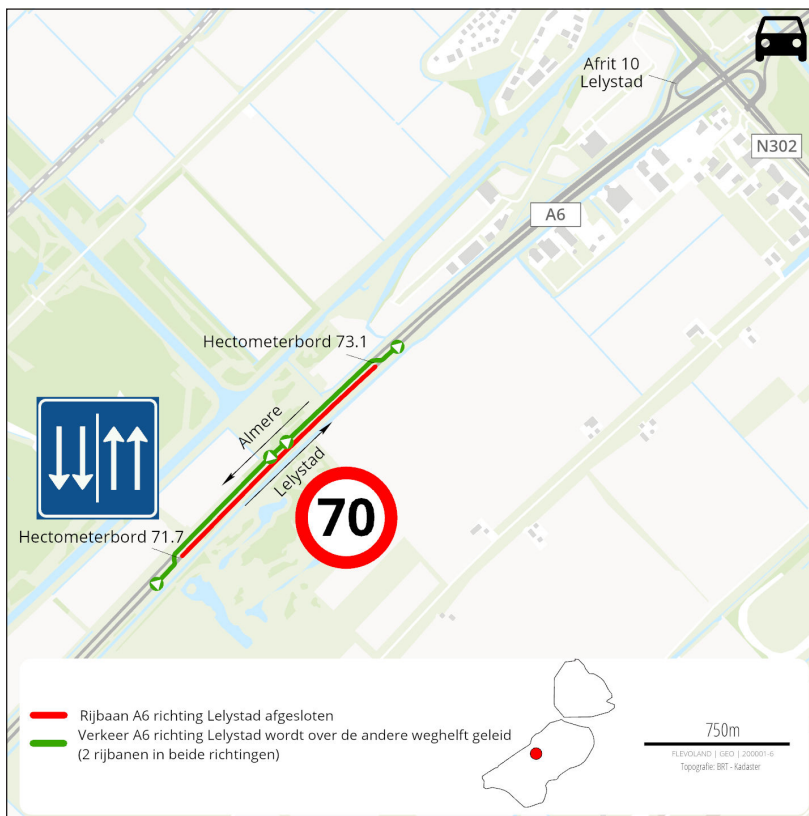 Afrit 10
Lelystad
N302
A6
Hectometerbord 73.1
Almere
Lelystad
70
Hectometerbord 71.7
Rijbaan A6 richting Lelystad afgesloten
Verkeer A6 richting Lelystad wordt over de andere weghelft geleid
(2 rijbanen in beide richtingen)
750m
FLEVOLAND | GEO | 200001-6
Topografie: BRT - Kadaster